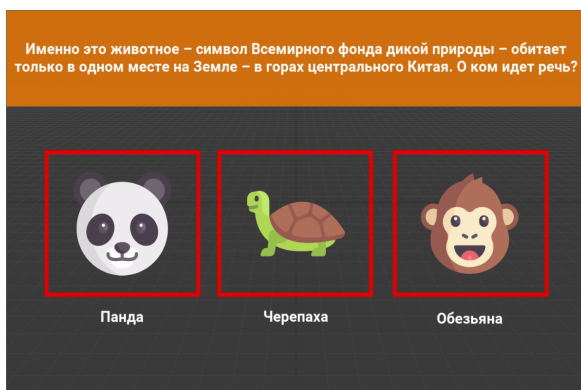 Именно это животное – символ Всемирного фонда дикой природы – обитает
только в одном месте на Земле – в горах центрального Китая. О ком идет речь?
Панда
Черепаха
Обезьяна